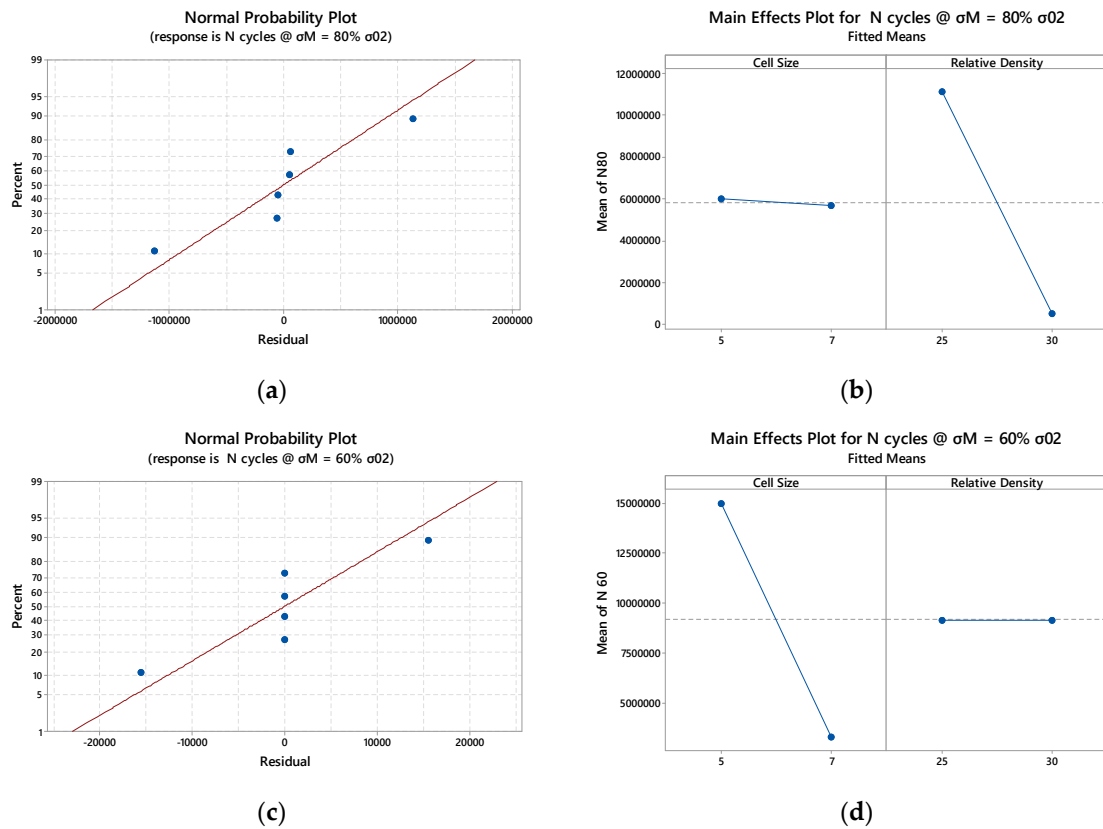 Normal Probability Plot
(response is N cycles @ σM = 80% σ02)
99
95
90
80
70
60
50
40
30
20
10
5
1
Percent
-2000000 -1000000 0 1000000 2000000
Residual
(a)
Main Effects Plot for N cycles @ σM = 80% σ02
Fitted Means
Cell Size Relative Density
12000000
10000000
8000000
6000000
4000000
2000000
0
Mean of N80
5 7 25 30
(b)
Normal Probability Plot
(response is N cycles @ σM = 60% σ02)
99
95
90
80
70
60
50
40
30
20
10
5
1
Percent
-20000 -10000 0 10000 20000
Residual
(c)
Main Effects Plot for N cycles @ σM = 60% σ02
Fitted Means
Cell Size Relative Density
15000000
12500000
10000000
7500000
5000000
Mean of N 60
5 7 25 30
(d)